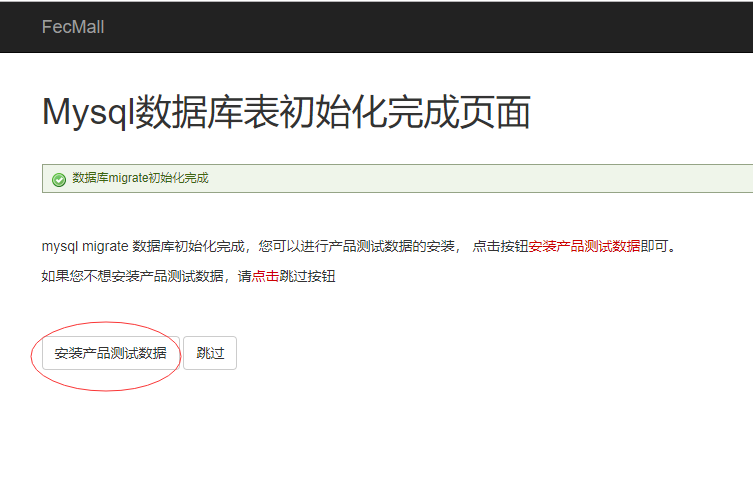 FecMall
Mysql数据库表初始化完成页面
数据库migrate初始化完成
mysql migrate 数据库初始化完成，您可以进行产品测试数据的安装， 点击按钮安装产品测试数据即可。
如果您不想安装产品测试数据，请点击跳过按钮
安装产品测试数据 跳过